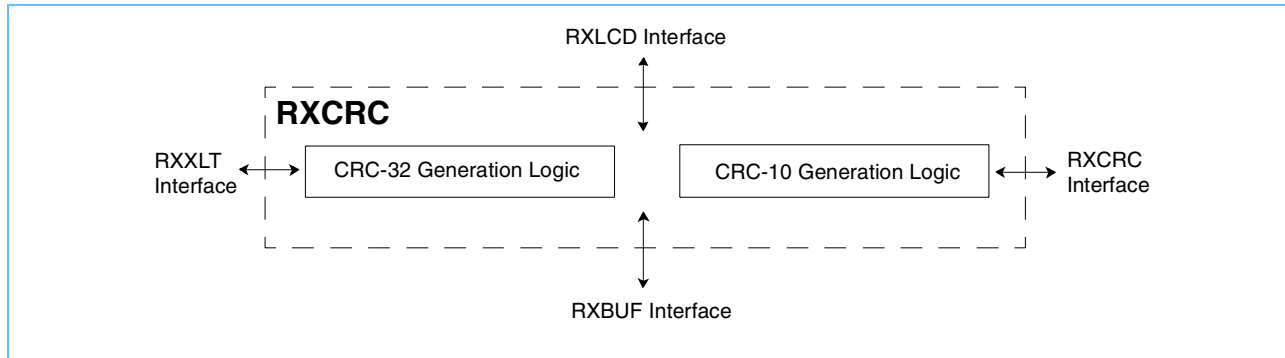 RXLCD Interface
RXCRC
RXXLT
Interface
CRC-32 Generation Logic
CRC-10 Generation Logic
RXCRC
Interface
RXBUF Interface